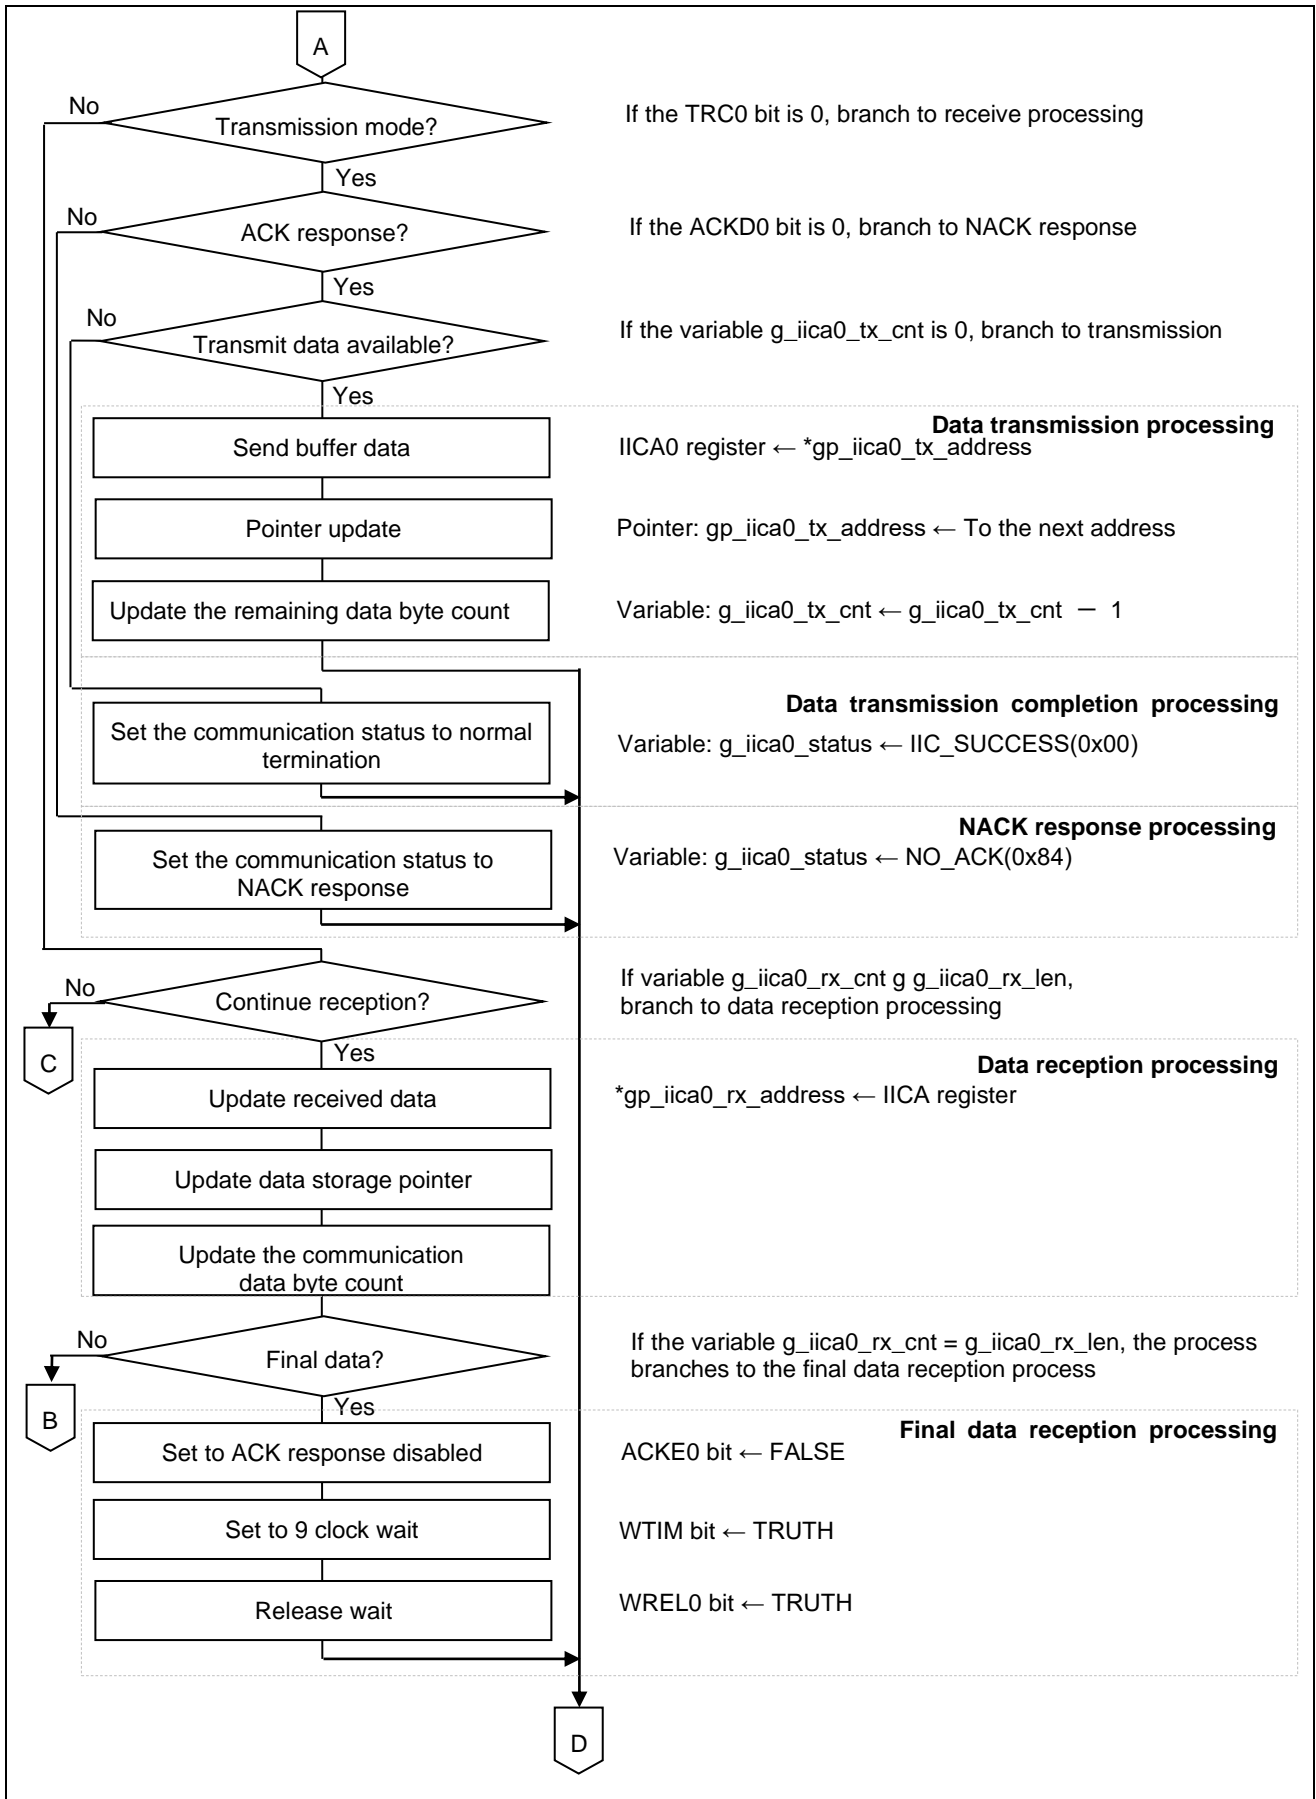 A
No
Transmission mode?
If the TRC0 bit is 0, branch to receive processing
Yes
No
ACK response?
If the ACKD0 bit is 0, branch to NACK response
Yes
No
Transmit data available?
If the variable g_iica0_tx_cnt is 0, branch to transmission
Yes
Data transmission processing
Send buffer data
IICA0 register ← *gp_iica0_tx_address
Pointer update
Pointer: gp_iica0_tx_address ← To the next address
Update the remaining data byte count
Variable: g_iica0_tx_cnt ← g_iica0_tx_cnt － 1
Data transmission completion processing
Set the communication status to normal
termination
Variable: g_iica0_status ← IIC_SUCCESS(0x00)
NACK response processing
Set the communication status to
NACK response
Variable: g_iica0_status ← NO_ACK(0x84)
No
Continue reception?
If variable g_iica0_rx_cnt g g_iica0_rx_len,
branch to data reception processing
C
Yes
Data reception processing
Update received data
*gp_iica0_rx_address ← IICA register
Update data storage pointer
Update the communication
data byte count
No
Final data?
If the variable g_iica0_rx_cnt = g_iica0_rx_len, the process
branches to the final data reception process
B
Yes
Final data reception processing
Set to ACK response disabled
ACKE0 bit ← FALSE
Set to 9 clock wait
WTIM bit ← TRUTH
Release wait
WREL0 bit ← TRUTH
D